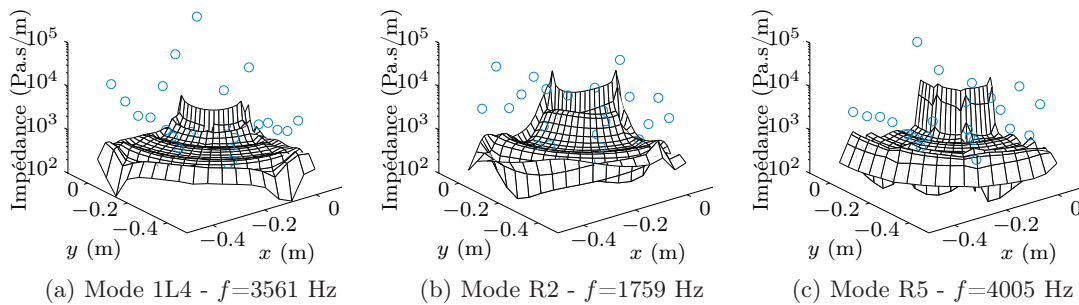 Impédance (Pa.s/m)
10^5
10^4
10^3
10^2
0
−0.2
−0.4
y (m)
−0.4
−0.2
0
x (m)
(a) Mode 1L4 - f=3561 Hz
Impédance (Pa.s/m)
10^5
10^4
10^3
10^2
0
−0.2
−0.4
y (m)
−0.4
−0.2
0
x (m)
(b) Mode R2 - f=1759 Hz
Impédance (Pa.s/m)
10^5
10^4
10^3
10^2
0
−0.2
−0.4
y (m)
−0.4
−0.2
0
x (m)
(c) Mode R5 - f=4005 Hz